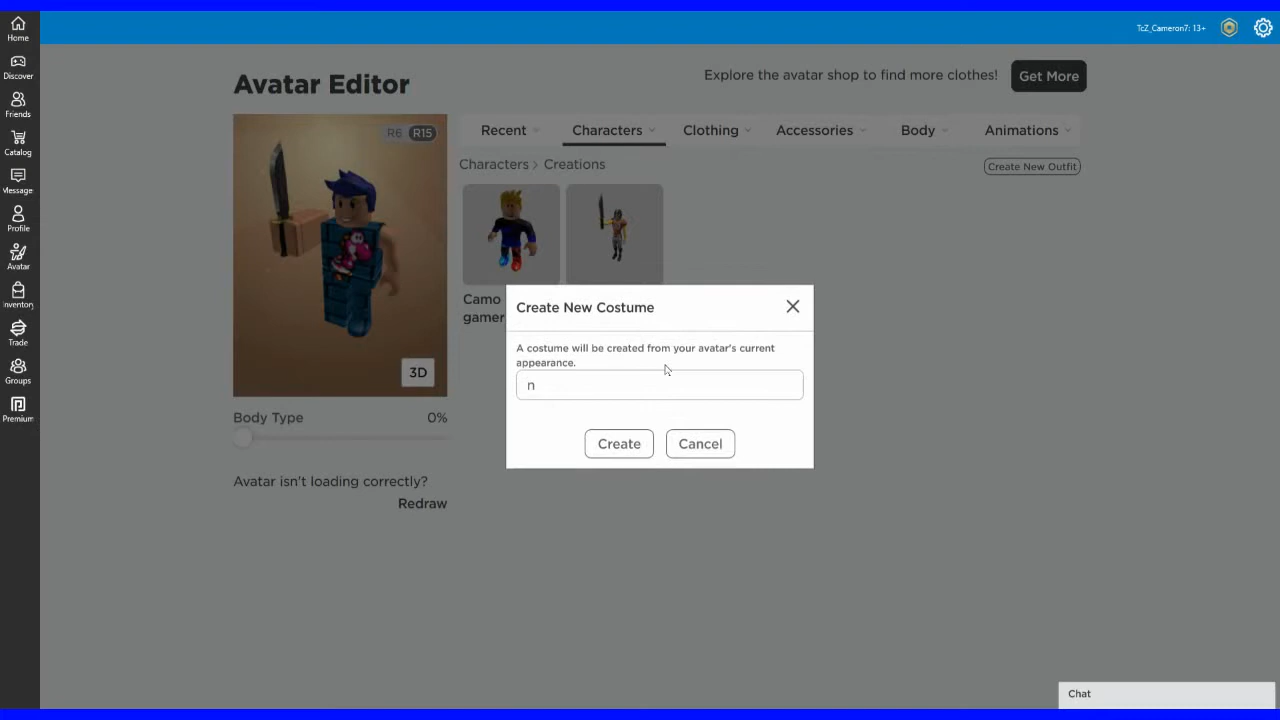 Home
Discover
Friends
Catalog
Message
Profile
Avatar
Inventory
Trade
Groups
Premium
TcZ_Cameron7: 13+
Avatar Editor
Explore the avatar shop to find more clothes!
Get More
R6 R15
3D
Body Type 0%
Avatar isn't loading correctly?
Redraw
Recent Characters Clothing Accessories Body Animations
Characters > Creations
Create New Outfit
Camo
gamer
Create New Costume
A costume will be created from your avatar's current
appearance.
n
Create Cancel
Chat